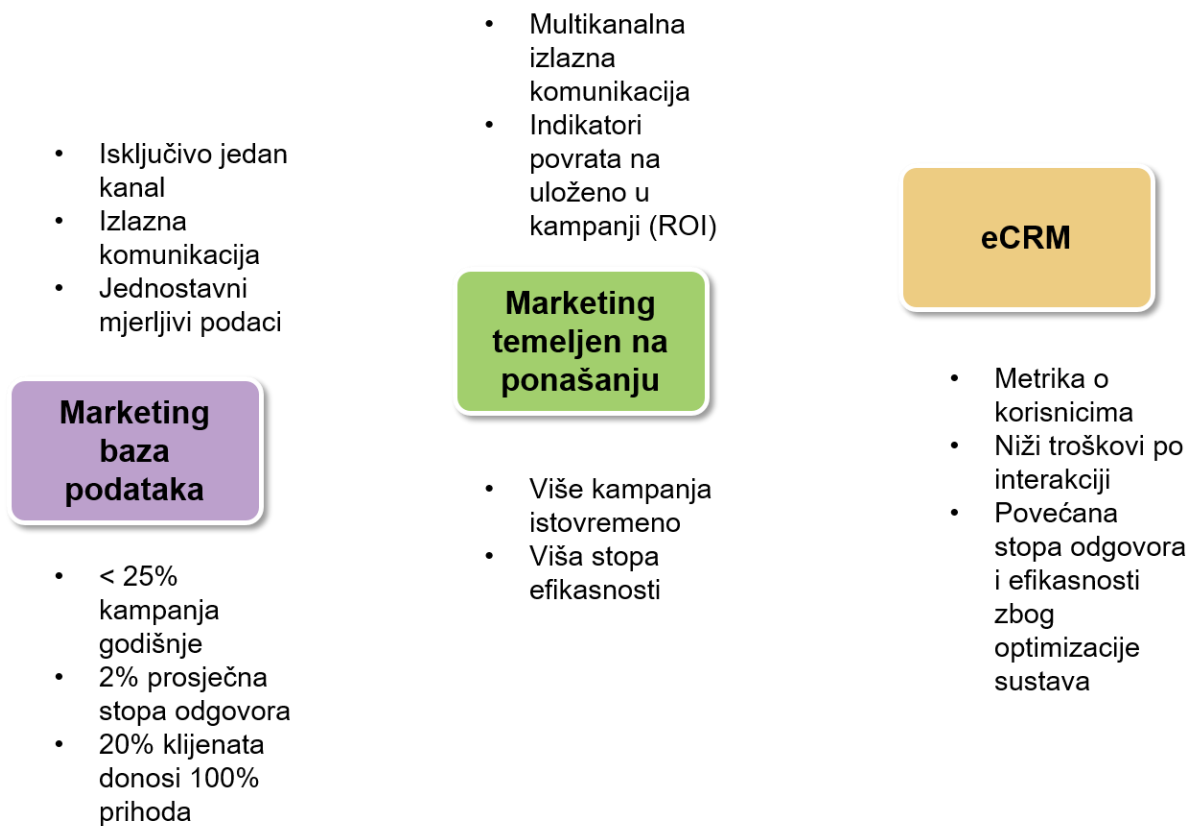 • Isključivo jedan
kanal
• Izlazna
komunikacija
• Jednostavni
mjerljivi podaci
Marketing
baza
podataka
• < 25%
kampanja
godišnje
• 2% prosječna
stopa odgovora
• 20% klijenata
donosi 100%
prihoda
• Multikanalna
izlazna
komunikacija
• Indikatori
povrata na
uloženo u
kampanji (ROI)
Marketing
temeljen na
ponašanju
• Više kampanja
istovremeno
• Viša stopa
efikasnosti
eCRM
• Metrika o
korisnicima
• Niži troškovi po
interakciji
• Povećana
stopa odgovora
i efikasnosti
zbog
optimizacije
sustava